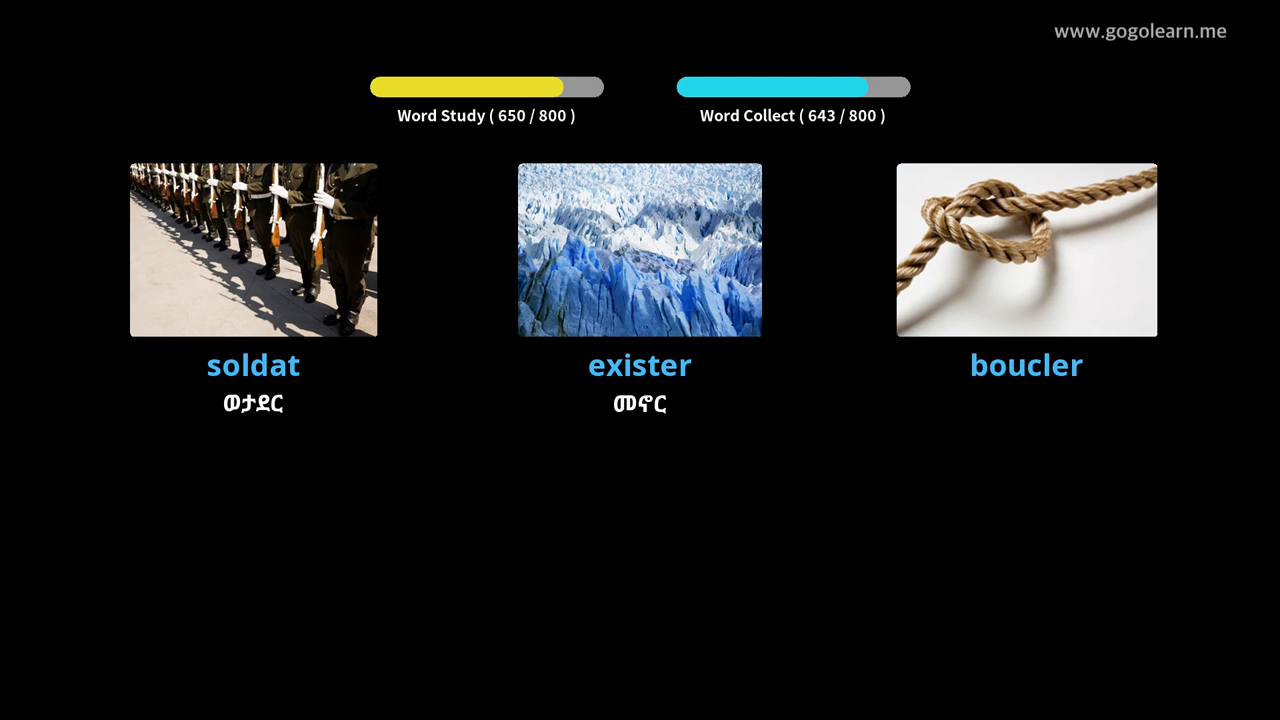 www.gogolearn.me
Word Study ( 650 / 800 )
Word Collect ( 643 / 800 )
soldat
ወታደር
exister
መኖር
boucler